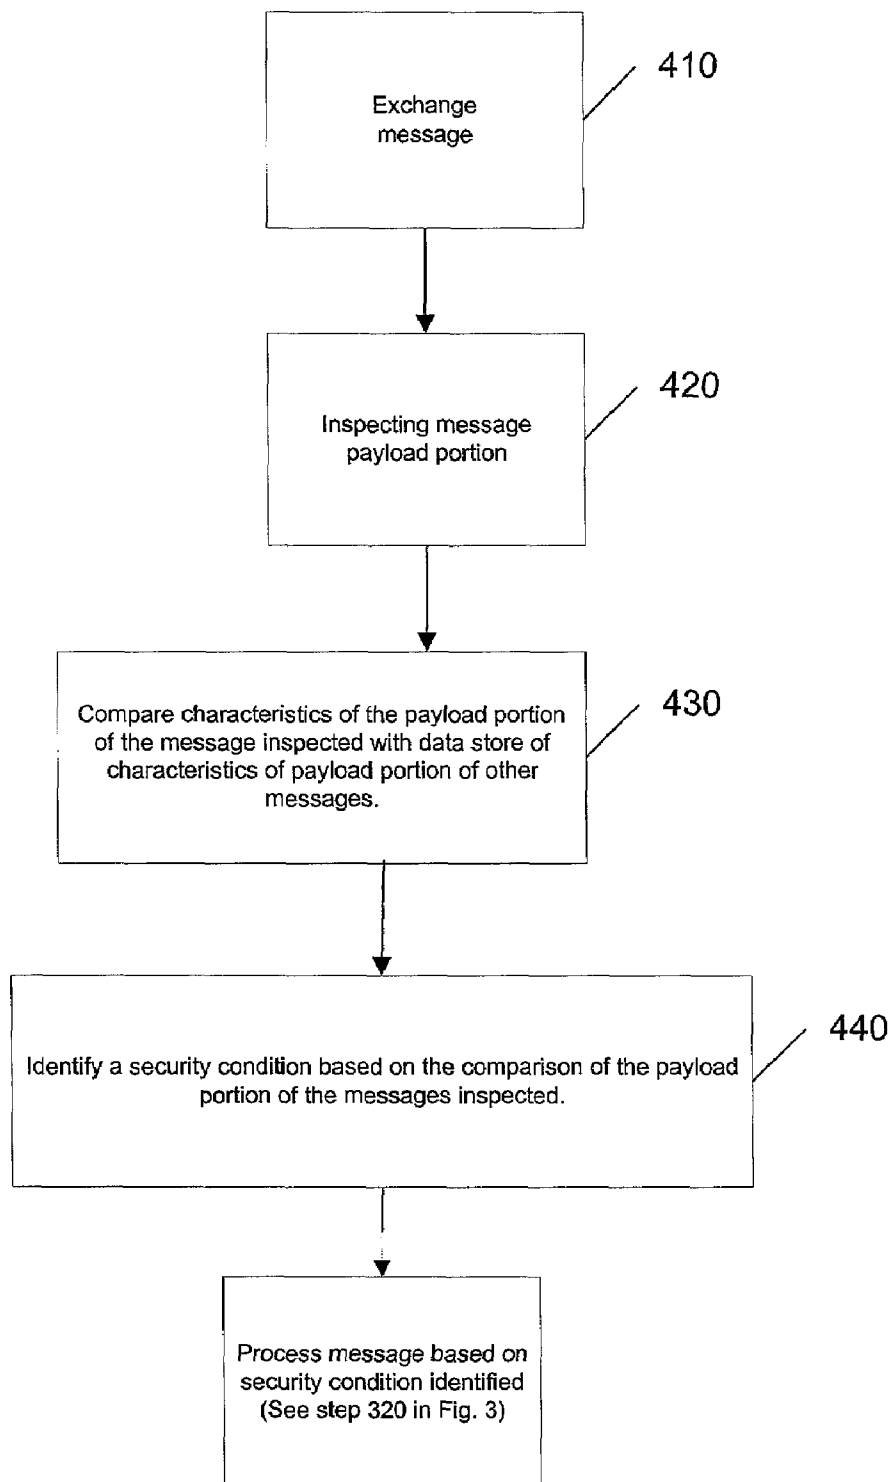 410
Exchange
message
420
Inspecting message
payload portion
430
Compare characteristics of the payload portion
of the message inspected with data store of
characteristics of payload portion of other
messages.
440
Identify a security condition based on the comparison of the payload
portion of the messages inspected.
Process message based on
security condition identified
(See step 320 in Fig. 3)